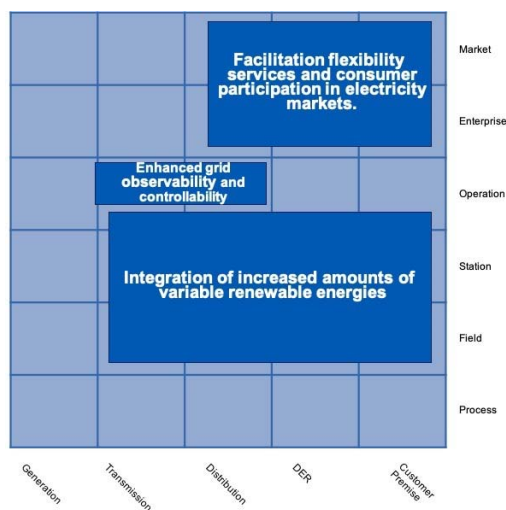 Facilitation flexibility
services and consumer
participation in electricity
markets.
Market
Enterprise
Enhanced grid
observability and
controllability
Operation
Integration of increased amounts of
variable renewable energies
Station
Field
Process
Generation
Transmission
Distribution
DER
Customer
Premise